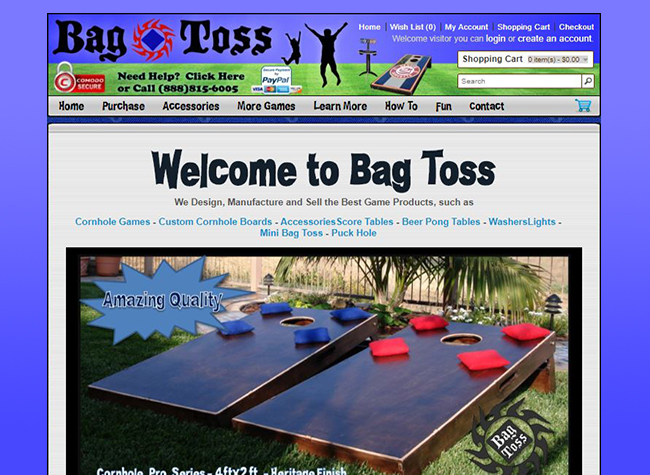 Bag Toss
Home | Wish List (0) | My Account | Shopping Cart | Checkout
Welcome visitor you can login or create an account.
Shopping Cart 0 item(s) - $0.00
COMODO
SECURE
Need Help? Click Here
or Call (888)815-6005
PayPal
VISA
Search
Home Purchase Accessories More Games Learn More How To Fun Contact
Welcome to Bag Toss
We Design, Manufacture and Sell the Best Game Products, such as
Cornhole Games - Custom Cornhole Boards - AccessoriesScore Tables - Beer Pong Tables - WashersLights -
Mini Bag Toss - Puck Hole
Amazing Quality
Bag
Toss
Cornhole Pro Series - 4ftx2ft. - Heritage Finish